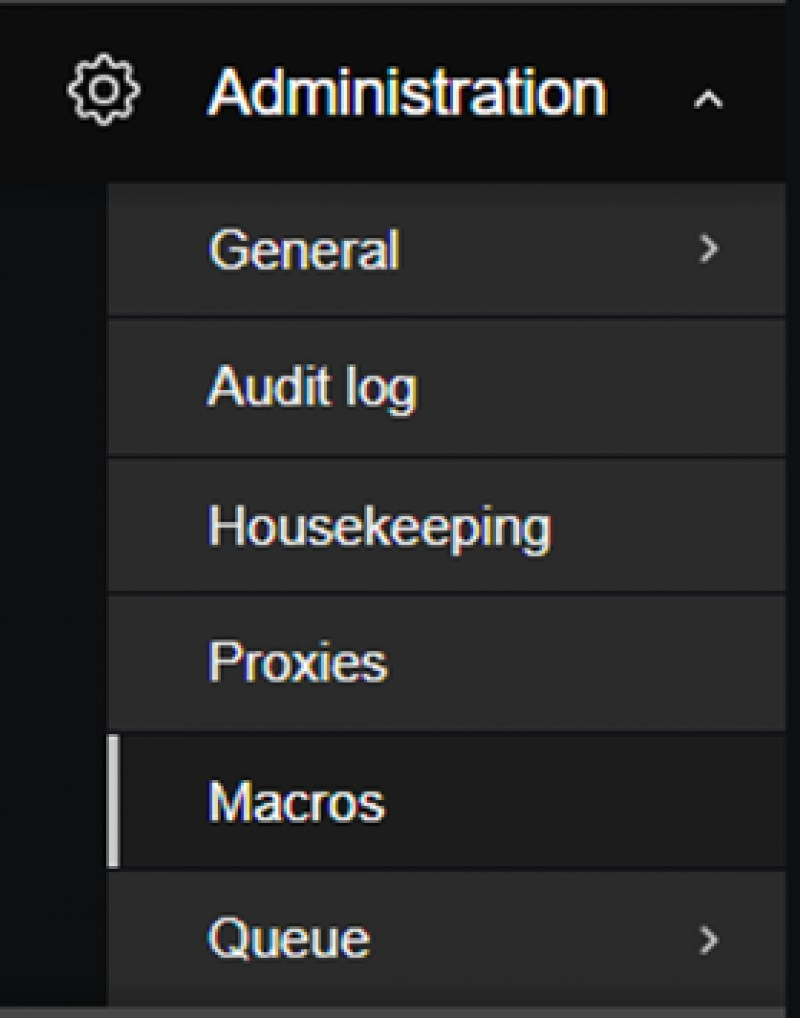 Administration
General
Audit log
Housekeeping
Proxies
Macros
Queue